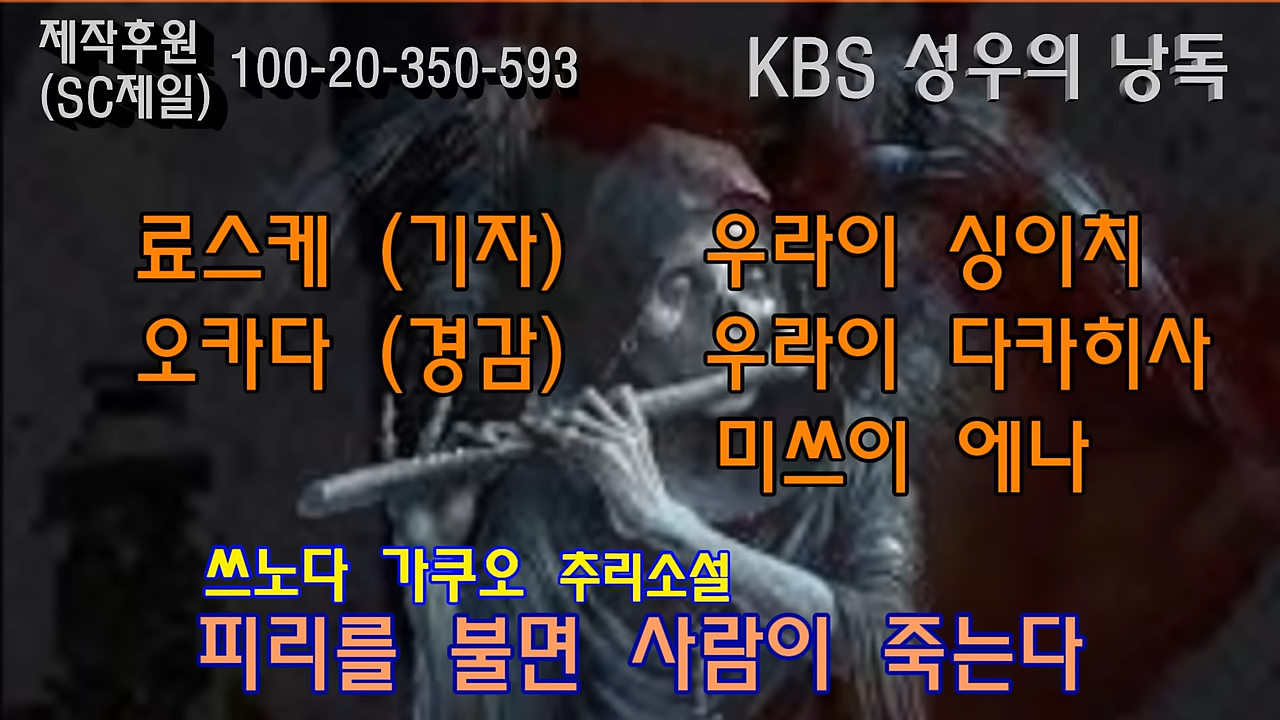 제작후원
(SC제일)
100-20-350-593
KBS 성우의 낭독
료스케 (기자)
오카다 (경감)
우라이 싱이치
우라이 다카히사
미쓰이 에나
쓰노다 가쿠오 추리소설
피리를 불면 사람이 죽는다